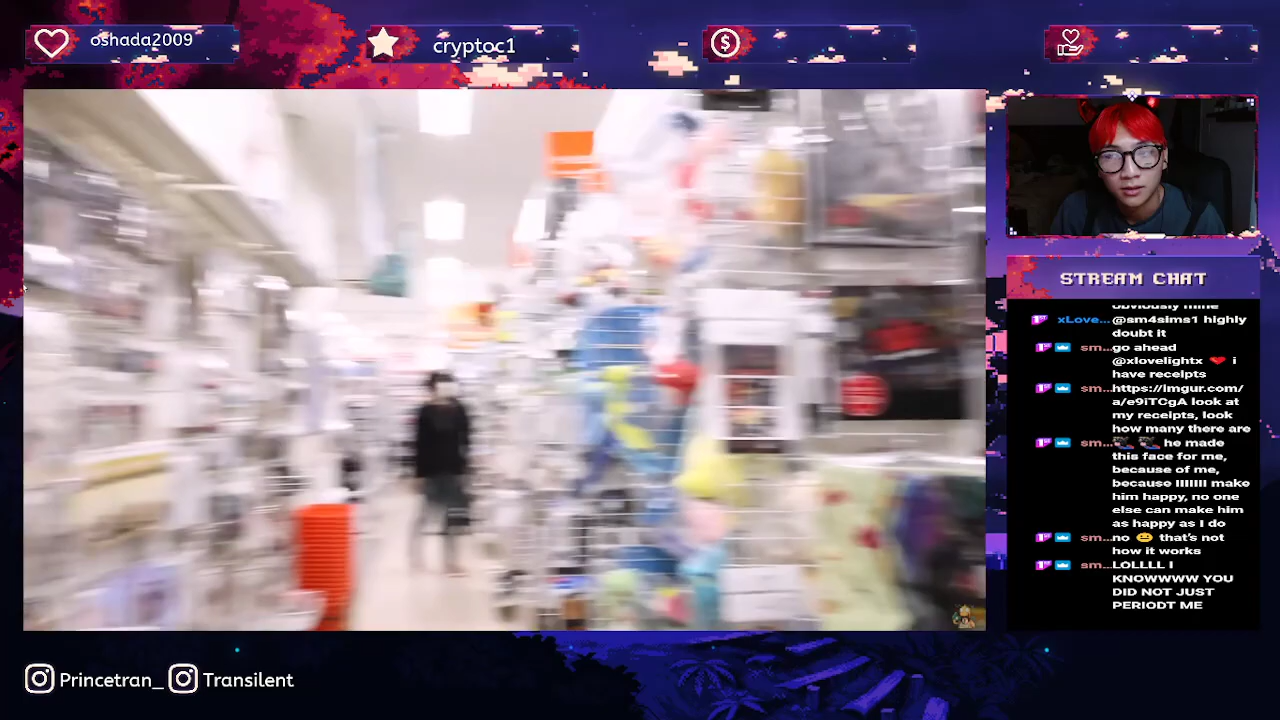 oshada2009
cryptoc1
STREAM CHAT
obviously mine
xLove... @sm4sims1 highly
doubt it
sm... go ahead
@xlovelightx ❤️ i
have receipts
sm... https://imgur.com/
a/e9iTCgA look at
my receipts, look
how many there are
sm... he made
this face for me,
because of me,
because IIIIIII make
him happy, no one
else can make him
as happy as I do
sm... no 😐 that's not
how it works
sm... LOLLLL I
KNOWWWW YOU
DID NOT JUST
PERIODT ME
Princetran_ Transilent